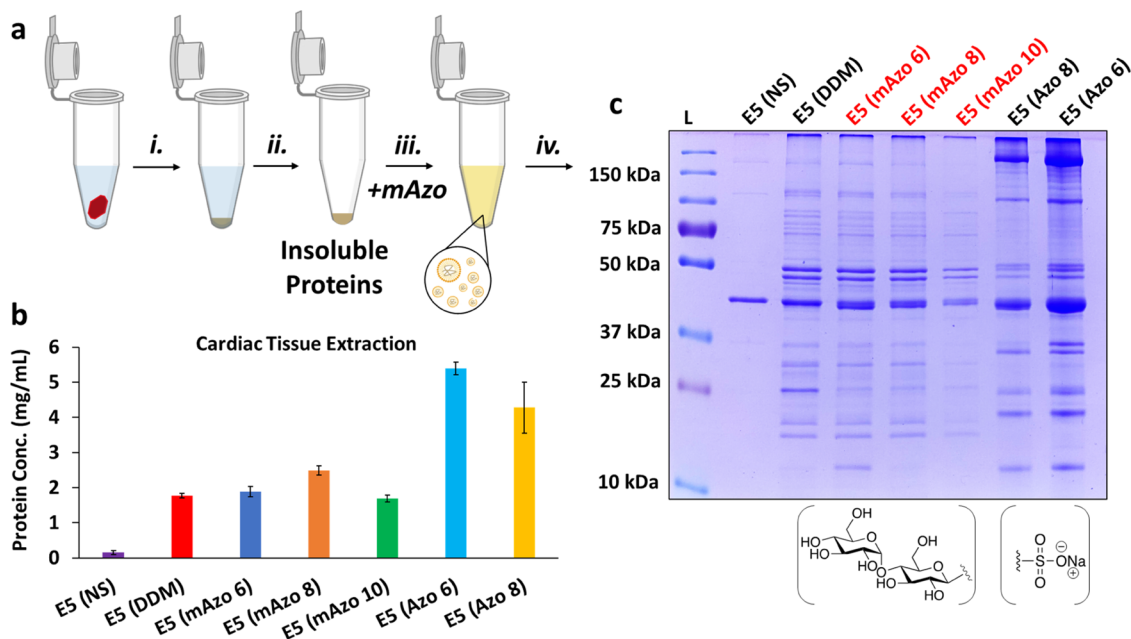 a
i.
ii.
iii.
iv.
+mAzo
Insoluble
Proteins
b
Cardiac Tissue Extraction
Protein Conc. (mg/mL)
6
5
4
3
2
1
0
E5 (NS)
E5 (DDM)
E5 (mAzo 6)
E5 (mAzo 8)
E5 (mAzo 10)
E5 (Azo 6)
E5 (Azo 8)
c
L
E5 (NS)
E5 (DDM)
E5 (mAzo 6)
E5 (mAzo 8)
E5 (mAzo 10)
E5 (Azo 8)
E5 (Azo 6)
150 kDa
75 kDa
50 kDa
37 kDa
25 kDa
10 kDa
OH
HO
O
HO
HO
O
OH
O
HO
HO
O
O
S
ONa
O
⊖
⊕